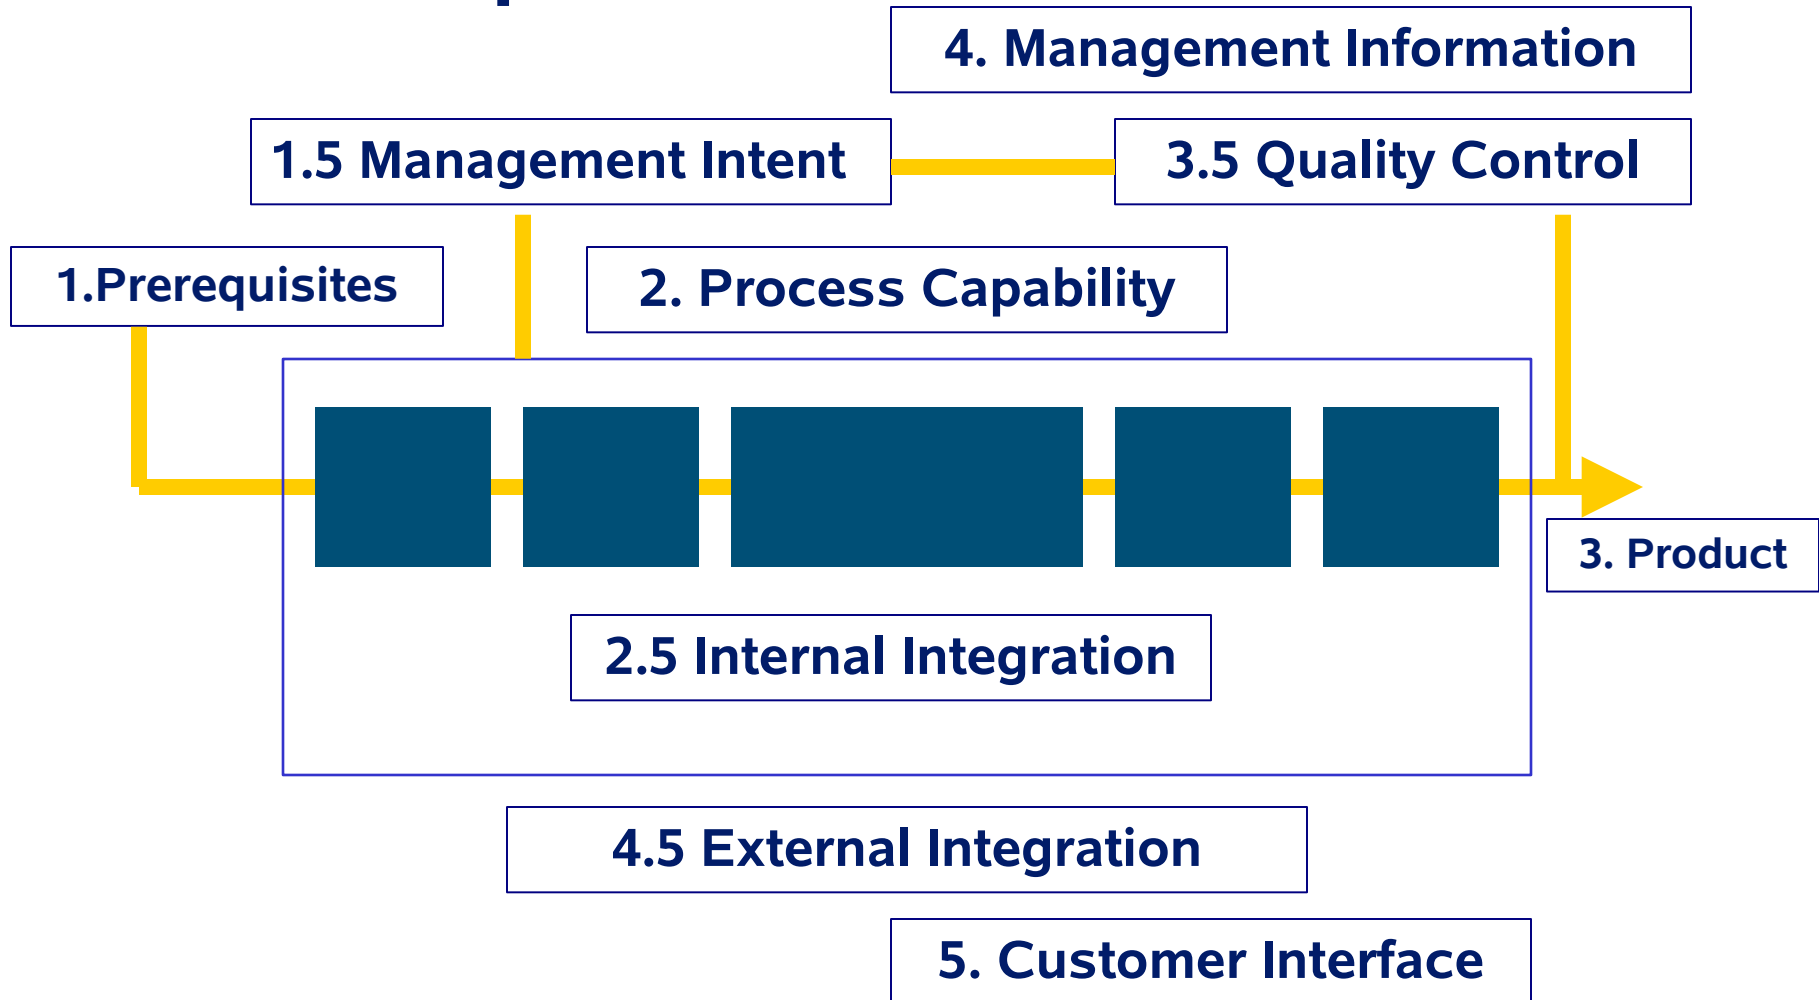 4. Management Information
1.5 Management Intent
3.5 Quality Control
1.Prerequisites
2. Process Capability
3. Product
2.5 Internal Integration
4.5 External Integration
5. Customer Interface